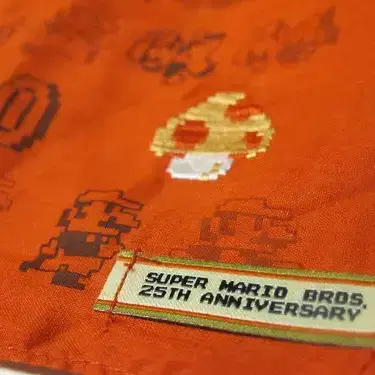 SUPER MARIO BROS.
25TH ANNIVERSARY